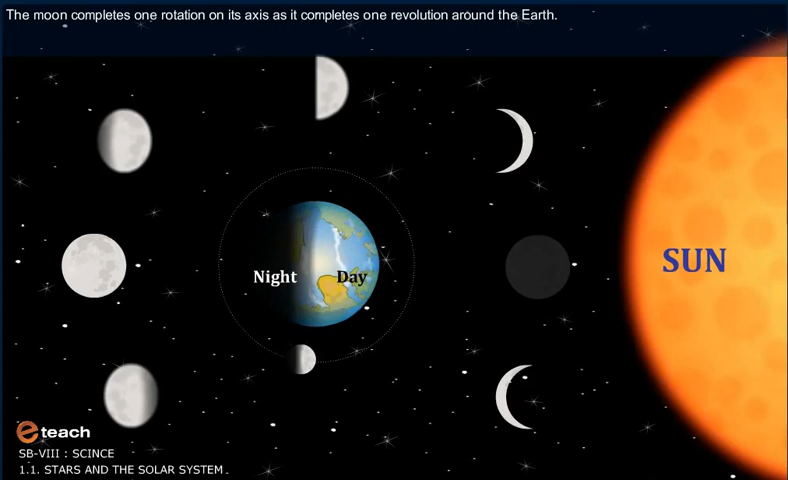 The moon completes one rotation on its axis as it completes one revolution around the Earth.
SUN
Night Day
e teach
SB-VIII : SCINCE
1.1. STARS AND THE SOLAR SYSTEM.